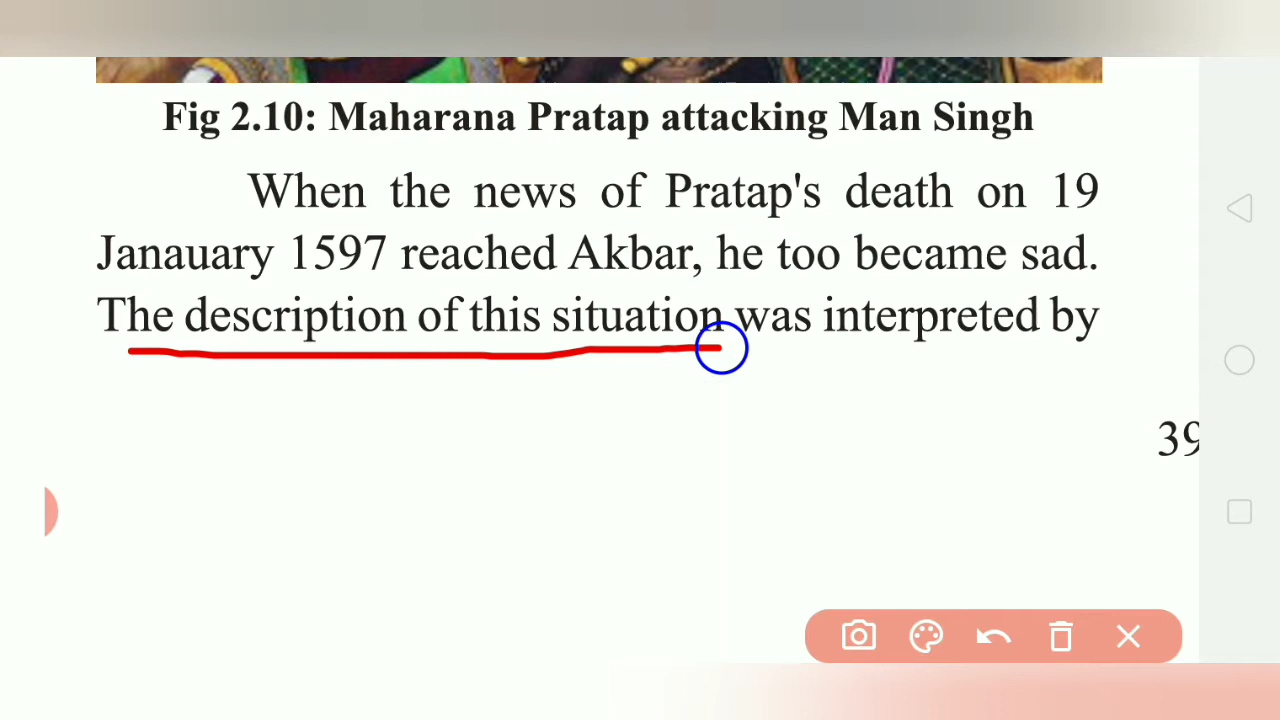 Fig 2.10: Maharana Pratap attacking Man Singh
When the news of Pratap's death on 19
Janauary 1597 reached Akbar, he too became sad.
The description of this situation was interpreted by
39